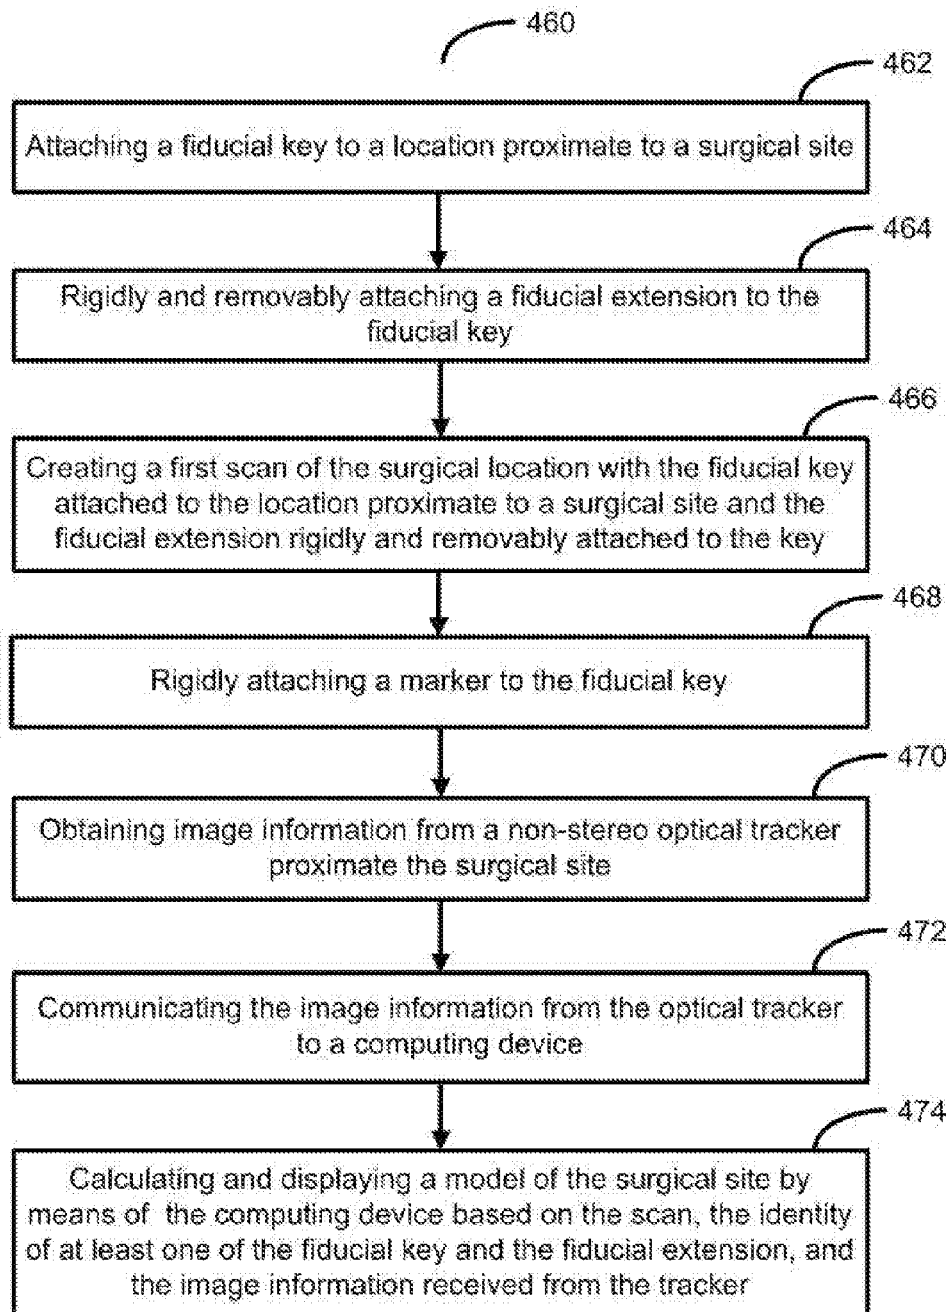 460
462
Attaching a fiducial key to a location proximate to a surgical site
464
Rigidly and removably attaching a fiducial extension to the
fiducial key
466
Creating a first scan of the surgical location with the fiducial key
attached to the location proximate to a surgical site and the
fiducial extension rigidly and removably attached to the key
468
Rigidly attaching a marker to the fiducial key
470
Obtaining image information from a non-stereo optical tracker
proximate the surgical site
472
Communicating the image information from the optical tracker
to a computing device
474
Calculating and displaying a model of the surgical site by
means of the computing device based on the scan, the identity
of at least one of the fiducial key and the fiducial extension, and
the image information received from the tracker